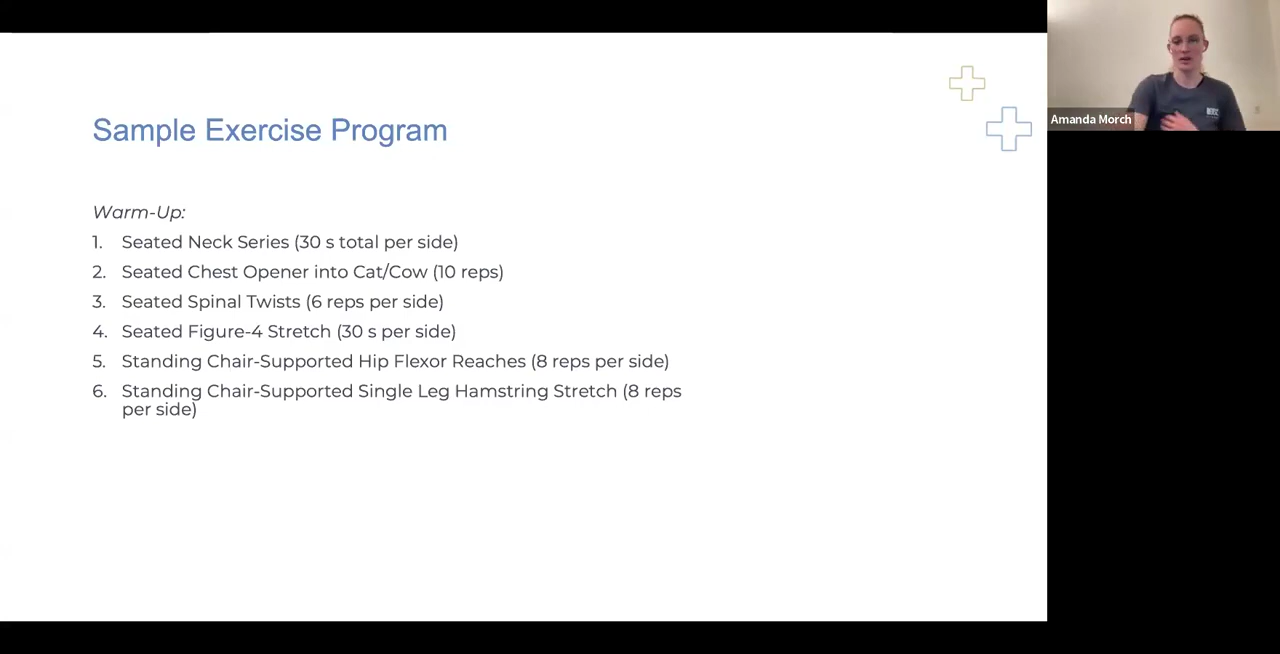 Sample Exercise Program
Amanda Morch
Warm-Up:
1. Seated Neck Series (30 s total per side)
2. Seated Chest Opener into Cat/Cow (10 reps)
3. Seated Spinal Twists (6 reps per side)
4. Seated Figure-4 Stretch (30 s per side)
5. Standing Chair-Supported Hip Flexor Reaches (8 reps per side)
6. Standing Chair-Supported Single Leg Hamstring Stretch (8 reps
per side)